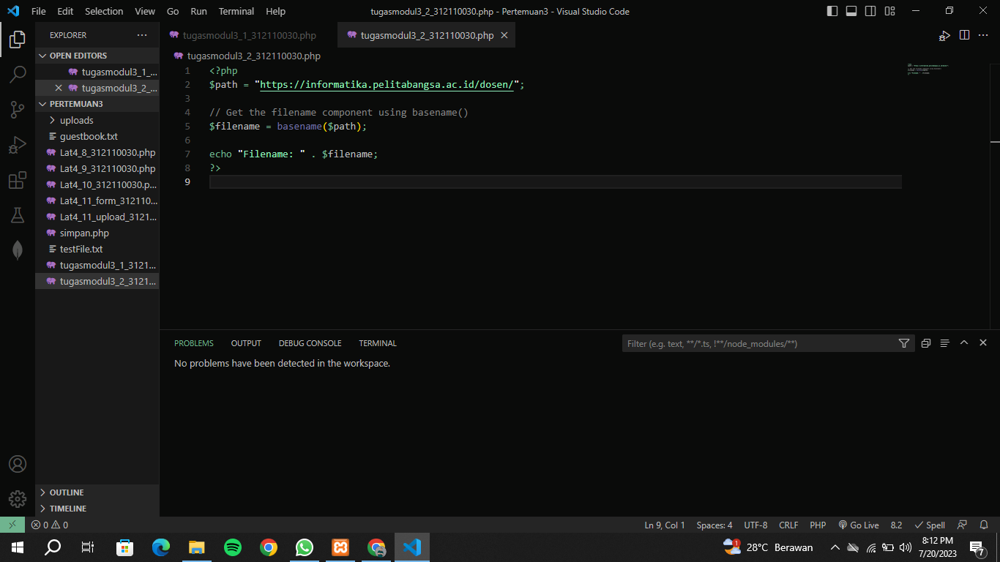 File Edit Selection View Go Run Terminal Help tugasmodul3_2_312110030.php - Pertemuan3 - Visual Studio Code
EXPLORER
OPEN EDITORS
tugasmodul3_1_...
tugasmodul3_2_...
PERTEMUAN3
uploads
guestbook.txt
Lat4_8_312110030.php
Lat4_9_312110030.php
Lat4_10_312110030.p...
Lat4_11_form_312110...
Lat4_11_upload_3121...
simpan.php
testFile.txt
tugasmodul3_1_3121...
tugasmodul3_2_3121...
OUTLINE
TIMELINE
tugasmodul3_1_312110030.php tugasmodul3_2_312110030.php
tugasmodul3_2_312110030.php
1 <?php
2 $path = "https://informatika.pelitabangsa.ac.id/dosen/";
3
4 // Get the filename component using basename()
5 $filename = basename($path);
6
7 echo "Filename: " . $filename;
8 ?>
9
PROBLEMS OUTPUT DEBUG CONSOLE TERMINAL Filter (e.g. text, **/*.ts, !**/node_modules/**)
No problems have been detected in the workspace.
0 0 Ln 9, Col 1 Spaces: 4 UTF-8 CRLF PHP Go Live 8.2 Spell
1 28°C Berawan 8:12 PM
7/20/2023 7